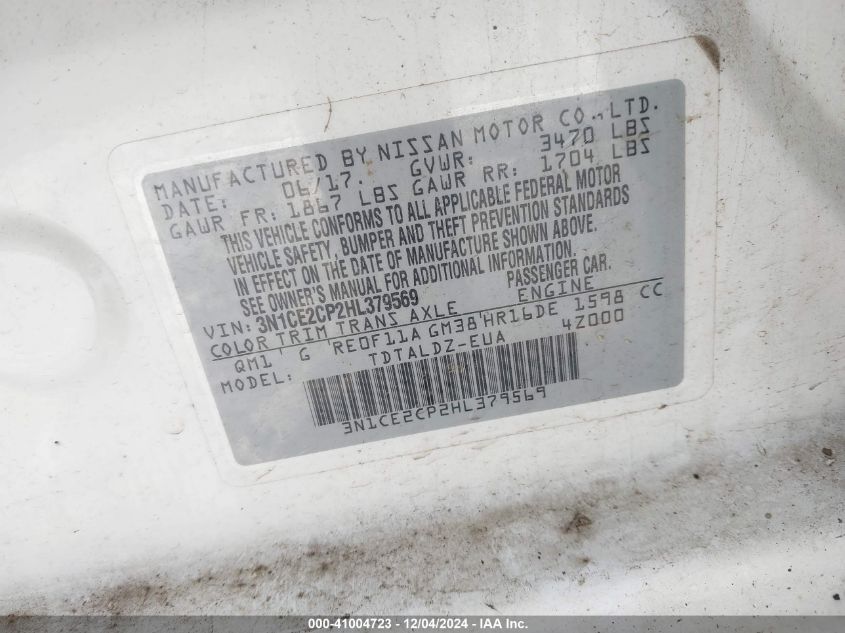 MANUFACTURED BY NISSAN MOTOR CO.,LTD.
DATE: 06/17. GVWR: 3470 LBS
GAWR FR: 1867 LBS GAWR RR: 1704 LBS
THIS VEHICLE CONFORMS TO ALL APPLICABLE FEDERAL MOTOR
VEHICLE SAFETY, BUMPER AND THEFT PREVENTION STANDARDS
IN EFFECT ON THE DATE OF MANUFACTURE SHOWN ABOVE.
SEE OWNER'S MANUAL FOR ADDITIONAL INFORMATION.
VIN: 3N1CE2CP2HL379569 PASSENGER CAR.
COLOR TRIM TRANS AXLE ENGINE
QM1 G RE0F11A GM38 HR16DE 1598 CC
MODEL: TDTALDZ-EUA 4Z000
3N1CE2CP2HL379569
000-41004723 - 12/04/2024 - IAA Inc.